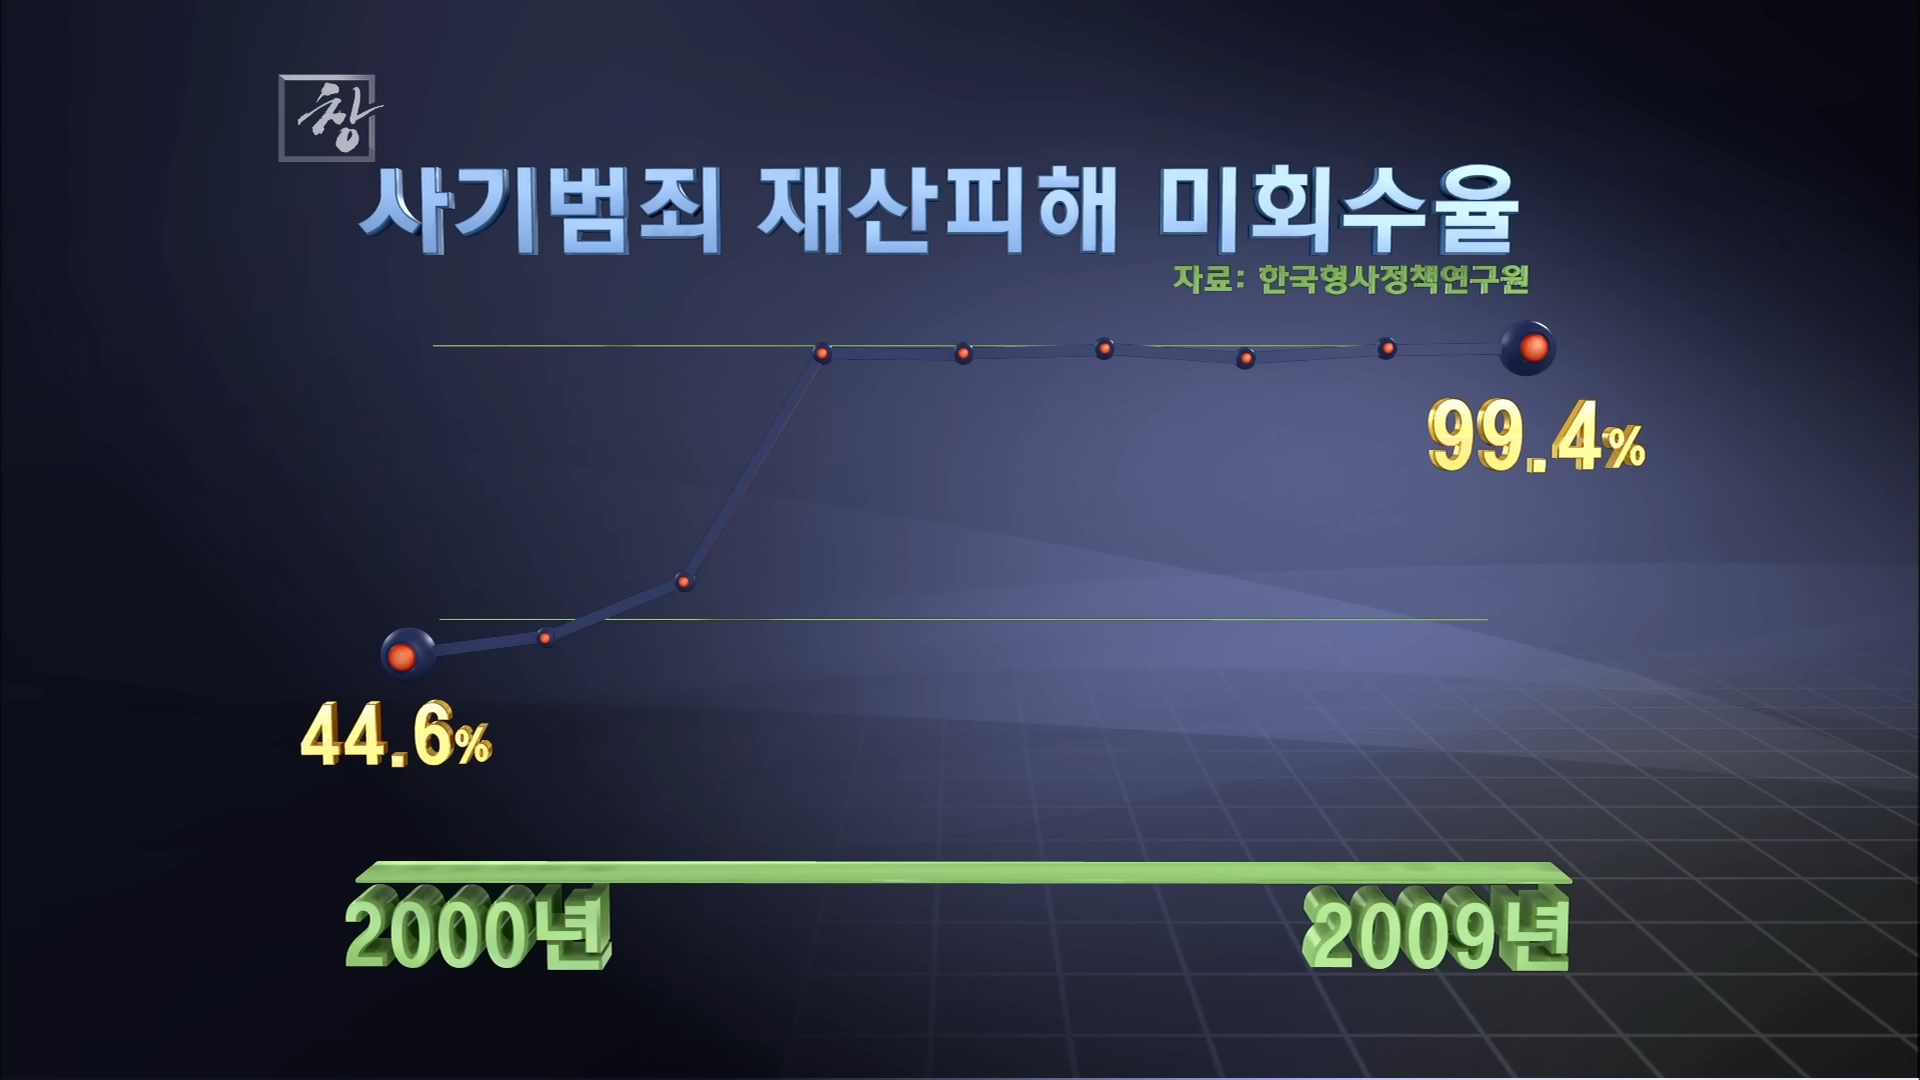 창
사기범죄 재산피해 미회수율
자료: 한국형사정책연구원
99.4%
44.6%
2000년
2009년